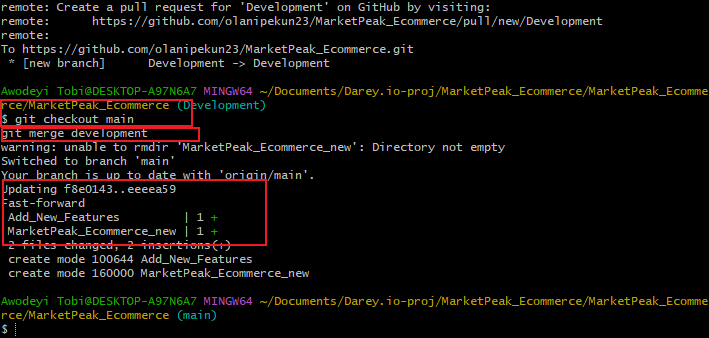 remote: Create a pull request for 'Development' on GitHub by visiting:
remote:      https://github.com/olanipekun23/MarketPeak_Ecommerce/pull/new/Development
remote:
To https://github.com/olanipekun23/MarketPeak_Ecommerce.git
 * [new branch]      Development -> Development
Awodeyi Tobi@DESKTOP-A97N6A7 MINGW64 ~/Documents/Darey.io-proj/MarketPeak_Ecommerce/MarketPeak_Ecomme
rce/MarketPeak_Ecommerce (Development)
$ git checkout main
git merge development
warning: unable to rmdir 'MarketPeak_Ecommerce_new': Directory not empty
Switched to branch 'main'
Your branch is up to date with 'origin/main'.
Updating f8e0143..eeeea59
Fast-forward
 Add_New_Features         | 1 +
 MarketPeak_Ecommerce_new | 1 +
 2 files changed, 2 insertions(+)
 create mode 100644 Add_New_Features
 create mode 160000 MarketPeak_Ecommerce_new
Awodeyi Tobi@DESKTOP-A97N6A7 MINGW64 ~/Documents/Darey.io-proj/MarketPeak_Ecommerce/MarketPeak_Ecomme
rce/MarketPeak_Ecommerce (main)
$